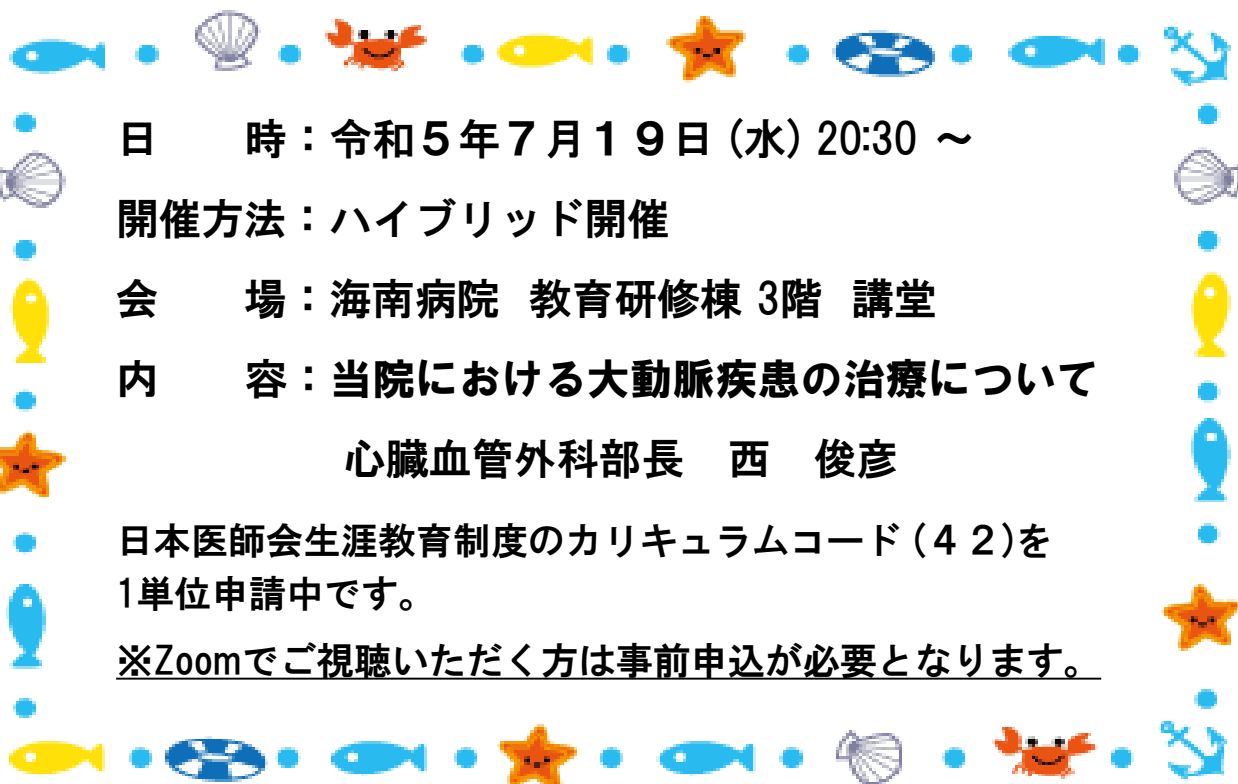 日　　時：令和５年７月１９日(水) 20:30 ～
開催方法：ハイブリッド開催
会　　場：海南病院　教育研修棟 3階　講堂
内　　容：当院における大動脈疾患の治療について
心臓血管外科部長　西　俊彦
日本医師会生涯教育制度のカリキュラムコード(４２)を
1単位申請中です。
※Zoomでご視聴いただく方は事前申込が必要となります。